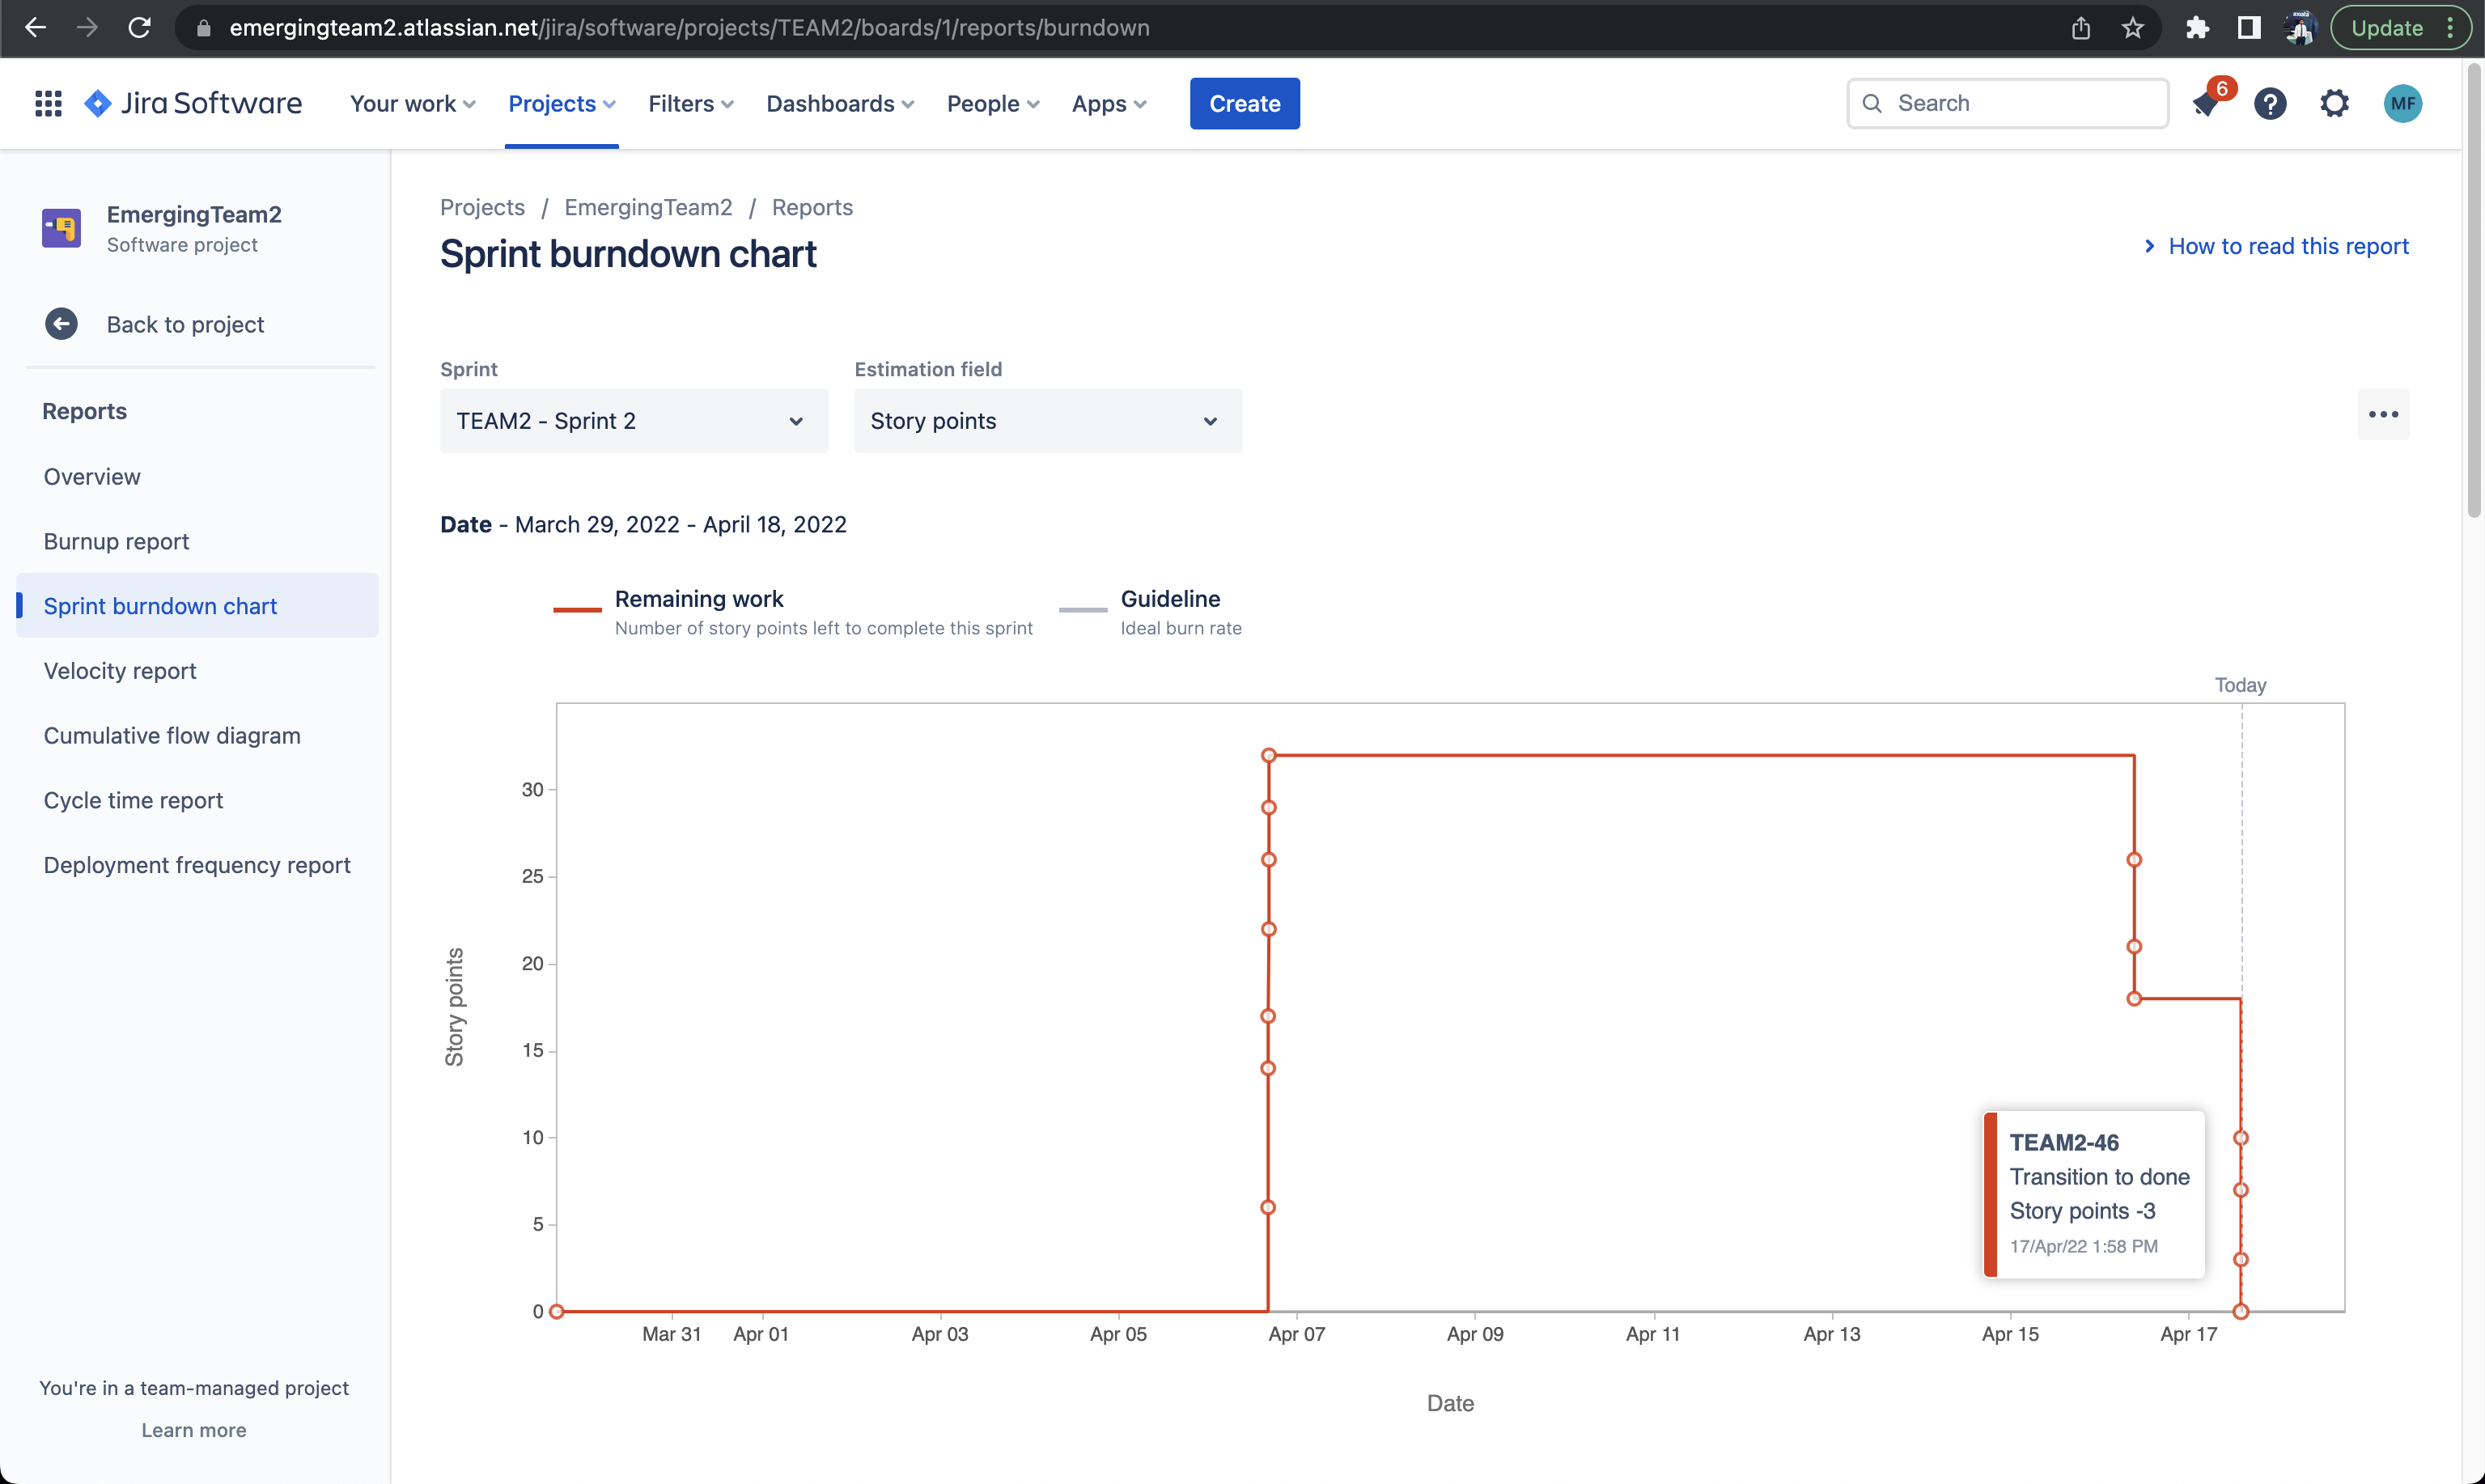 emergingteam2.atlassian.net/jira/software/projects/TEAM2/boards/1/reports/burndown
Update
Jira Software
Your work
Projects
Filters
Dashboards
People
Apps
Create
Search
6
MF
EmergingTeam2
Software project
Back to project
Reports
Overview
Burnup report
Sprint burndown chart
Velocity report
Cumulative flow diagram
Cycle time report
Deployment frequency report
You're in a team-managed project
Learn more
Projects / EmergingTeam2 / Reports
Sprint burndown chart
How to read this report
Sprint
TEAM2 - Sprint 2
Estimation field
Story points
Date - March 29, 2022 - April 18, 2022
Remaining work
Number of story points left to complete this sprint
Guideline
Ideal burn rate
Today
30
25
20
15
10
5
0
Story points
TEAM2-46
Transition to done
Story points -3
17/Apr/22 1:58 PM
Mar 31
Apr 01
Apr 03
Apr 05
Apr 07
Apr 09
Apr 11
Apr 13
Apr 15
Apr 17
Date